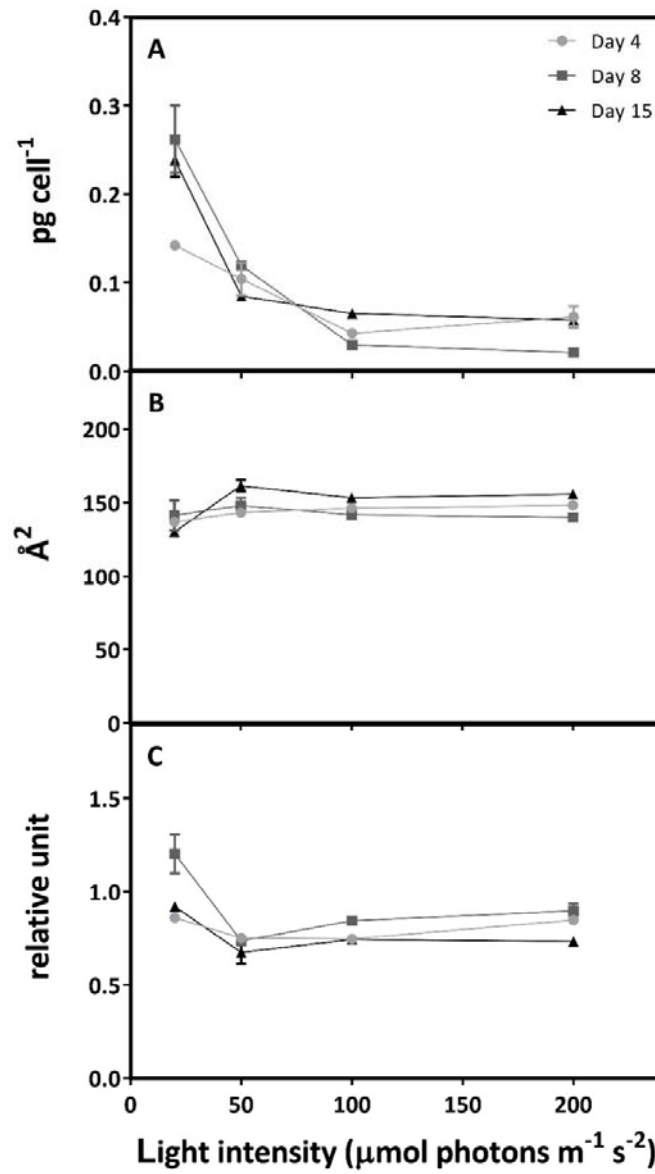 A
Day 4
Day 8
Day 15
0.4
0.3
0.2
0.1
0.0
pg cell⁻¹
B
200
150
100
50
0
Å²
C
1.5
1.0
0.5
0.0
relative unit
0 50 100 150 200
Light intensity (μmol photons m⁻¹ s⁻²)